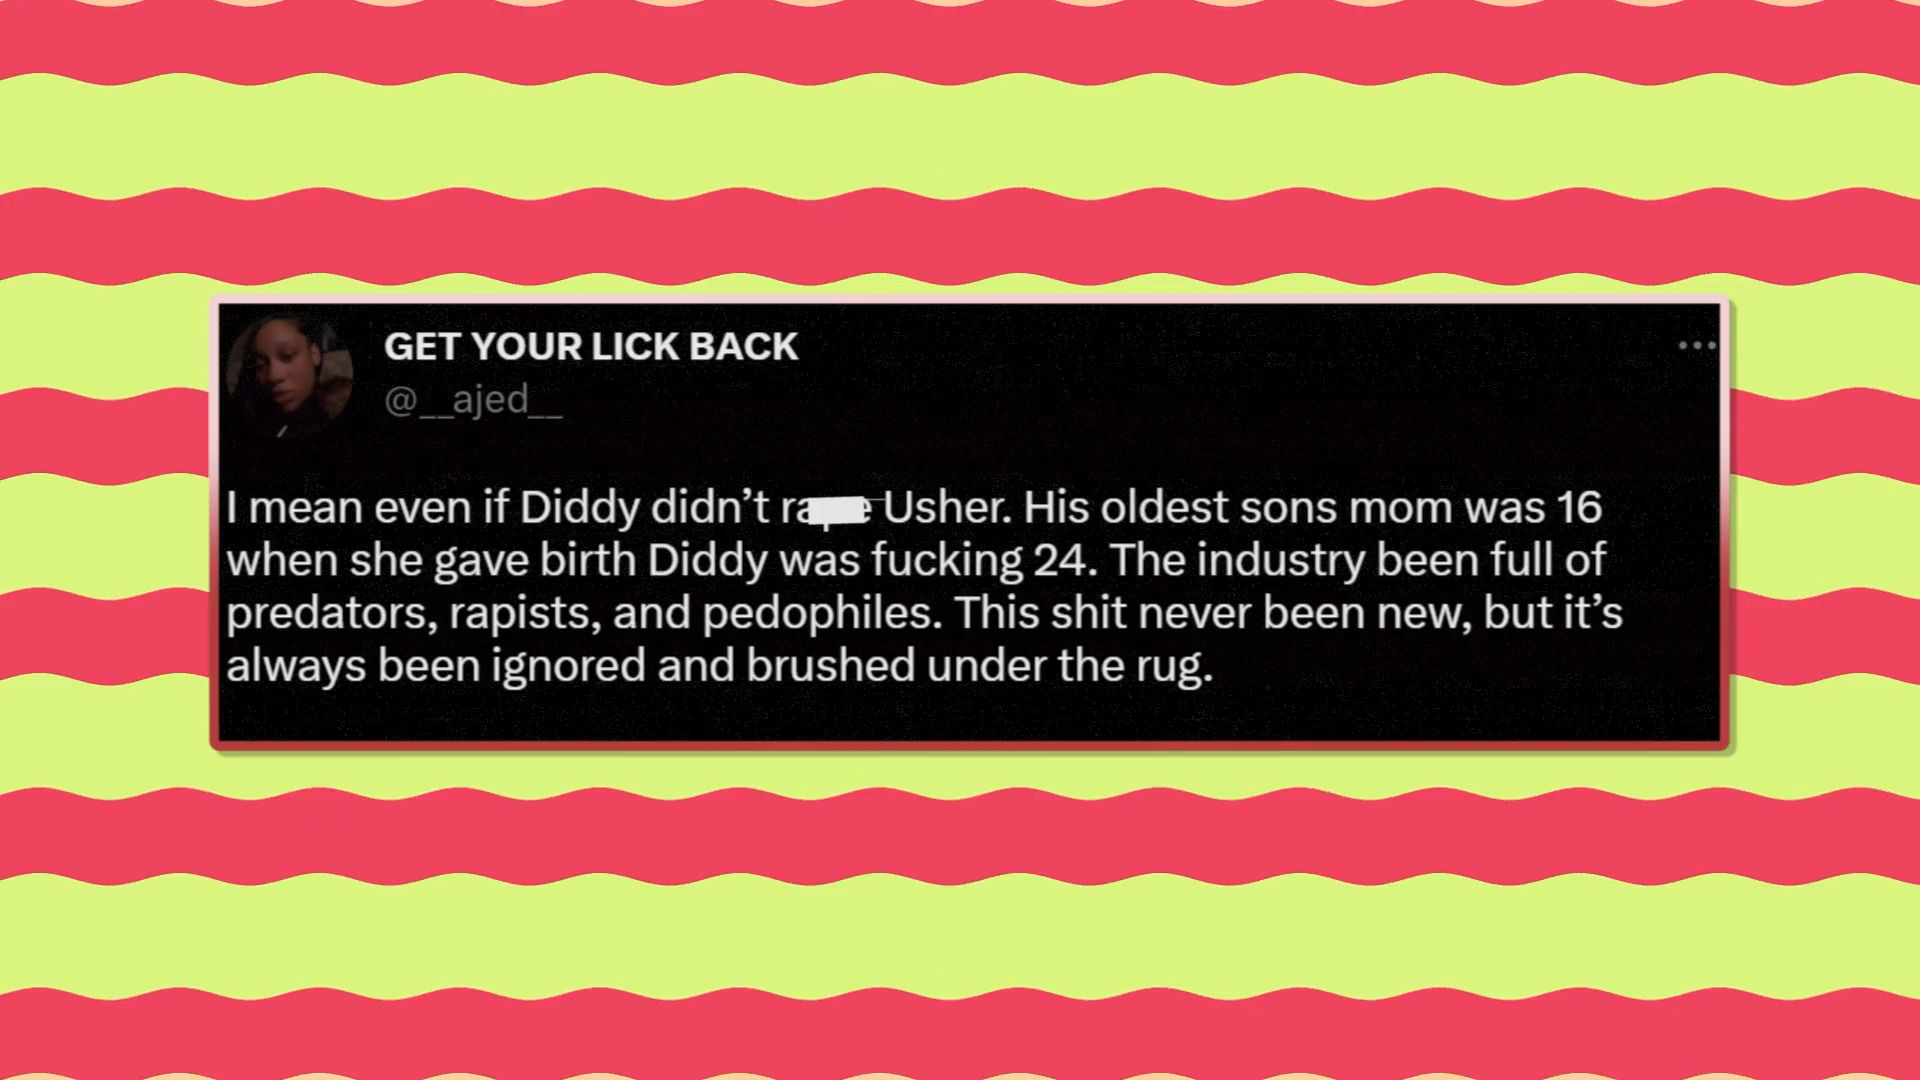 GET YOUR LICK BACK
@__ajed__
I mean even if Diddy didn’t rape Usher. His oldest sons mom was 16
when she gave birth Diddy was fucking 24. The industry been full of
predators, rapists, and pedophiles. This shit never been new, but it’s
always been ignored and brushed under the rug.